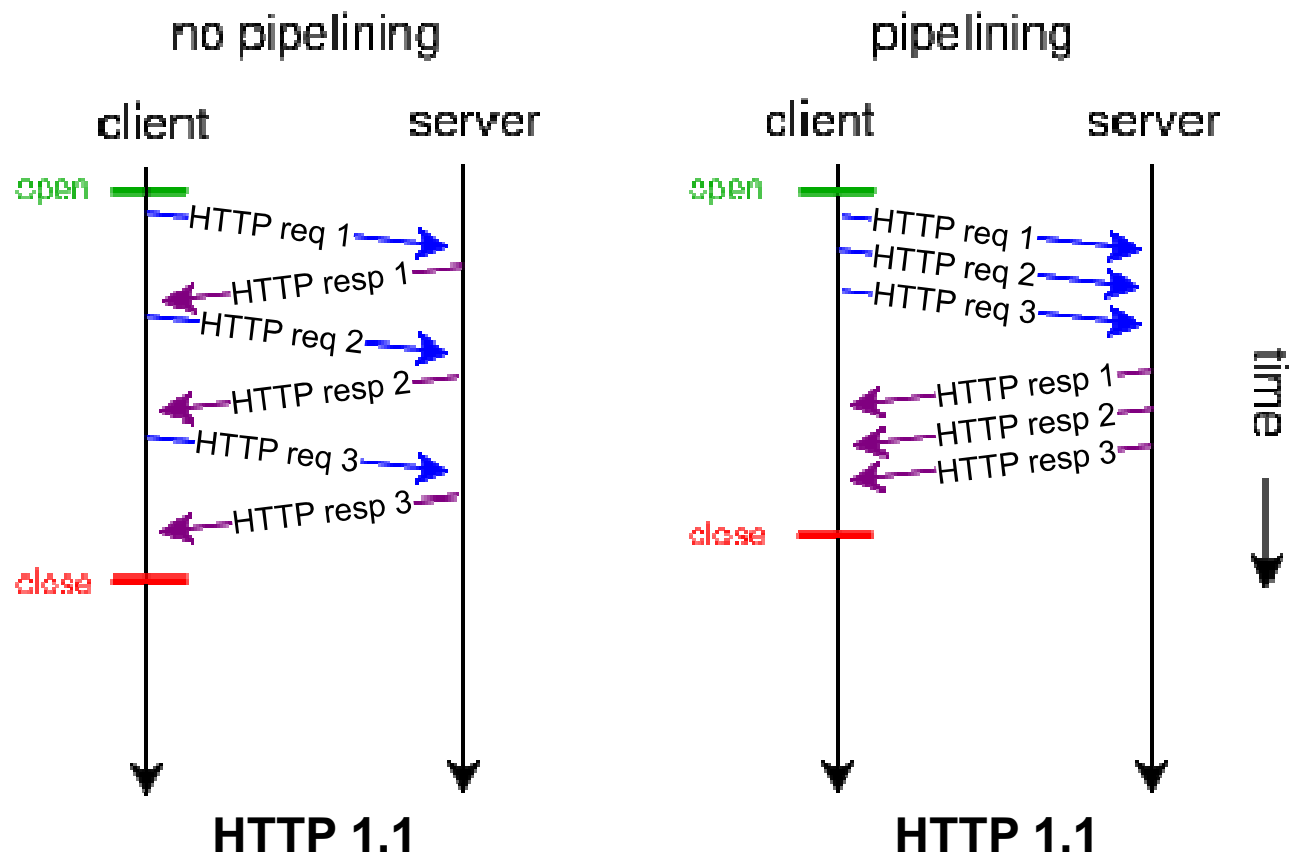 no pipelining
client
server
open
HTTP req 1
HTTP resp 1
HTTP req 2
HTTP resp 2
HTTP req 3
HTTP resp 3
close
HTTP 1.1
pipelining
client
server
open
HTTP req 1
HTTP req 2
HTTP req 3
HTTP resp 1
HTTP resp 2
HTTP resp 3
close
HTTP 1.1
time